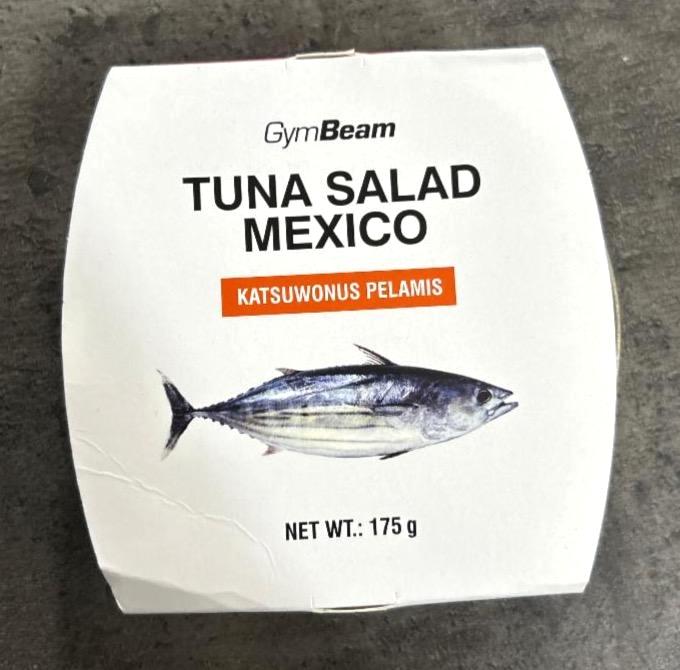 GymBeam
TUNA SALAD
MEXICO
KATSUWONUS PELAMIS
NET WT.: 175 g